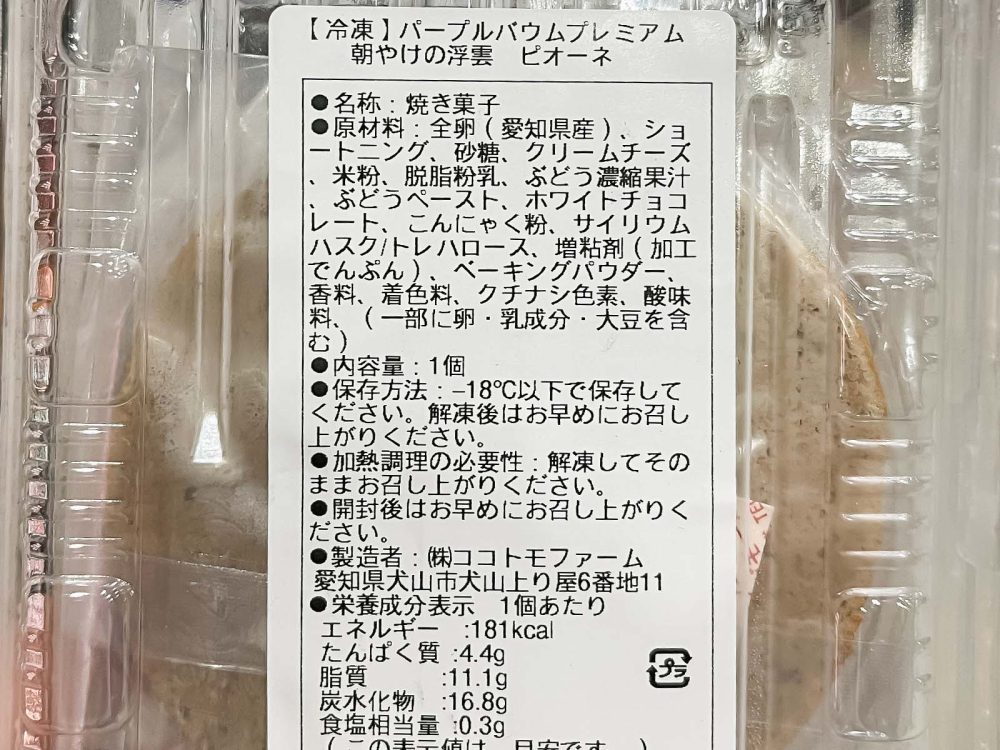 【冷凍】パープルバウムプレミアム
朝やけの浮雲　ピオーネ
●名称：焼き菓子
●原材料：全卵（愛知県産）、ショ
ートニング、砂糖、クリームチーズ
、米粉、脱脂粉乳、ぶどう濃縮果汁
、ぶどうペースト、ホワイトチョコ
レート、こんにゃく粉、サイリウム
ハスク/トレハロース、増粘剤（加工
でんぷん）、ベーキングパウダー、
香料、着色料、クチナシ色素、酸味
料、（一部に卵・乳成分・大豆を含
む）
●内容量：1個
●保存方法：–18℃以下で保存して
ください。解凍後はお早めにお召し
上がりください。
●加熱調理の必要性：解凍してその
ままお召し上がりください。
●開封後はお早めにお召し上がりく
ださい。
●製造者：㈱ココトモファーム
愛知県犬山市犬山上り屋6番地11
●栄養成分表示　1個あたり
エネルギー　:181kcal
たんぱく質 :4.4g
脂質　　　　:11.1g
炭水化物　:16.8g
食塩相当量 :0.3g
（この表示値は、目安です。）
プラ